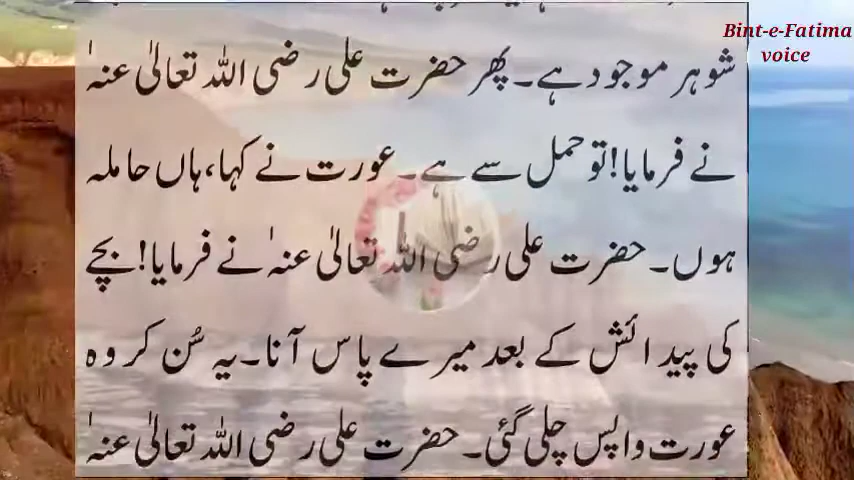 Bint-e-Fatima
voice
شوہر موجود ہے۔ پھر حضرت علی رضی اللہ تعالیٰ عنہٗ
نے فرمایا! تو حمل سے ہے۔ عورت نے کہا، ہاں حاملہ
ہوں۔ حضرت علی رضی اللہ تعالیٰ عنہٗ نے فرمایا! بچے
کی پیدائش کے بعد میرے پاس آنا۔ یہ سُن کر وہ
عورت واپس چلی گئی۔ حضرت علی رضی اللہ تعالیٰ عنہٗ